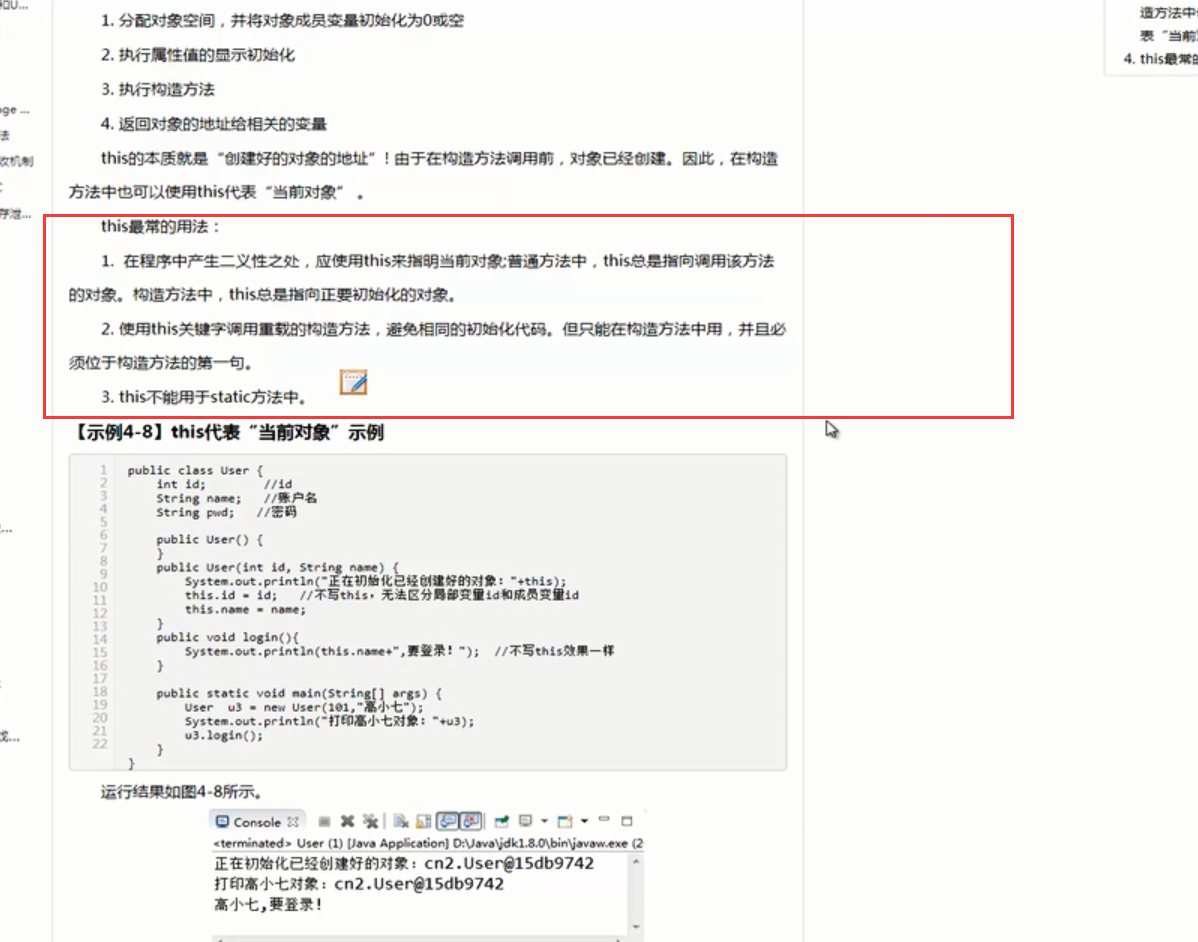 和U...
造方法中
表“当前
4. this最常的
1. 分配对象空间，并将对象成员变量初始化为0或空
2. 执行属性值的显示初始化
3. 执行构造方法
age ...
4. 返回对象的地址给相关的变量
法
收机制
this的本质就是“创建好的对象的地址”! 由于在构造方法调用前，对象已经创建。因此，在构造
方法中也可以使用this代表“当前对象” 。
存泄...
this最常的用法：
1. 在程序中产生二义性之处，应使用this来指明当前对象;普通方法中，this总是指向调用该方法
的对象。构造方法中，this总是指向正要初始化的对象。
2. 使用this关键字调用重载的构造方法，避免相同的初始化代码。但只能在构造方法中用，并且必
须位于构造方法的第一句。
3. this不能用于static方法中。
【示例4-8】this代表“当前对象”示例
1 public class User {
2 int id; //id
3 String name; //账户名
4 String pwd; //密码
5
6 public User() {
7 }
8 public User(int id, String name) {
9 System.out.println("正在初始化已经创建好的对象："+this);
10 this.id = id; //不写this，无法区分局部变量id和成员变量id
11 this.name = name;
12 }
13 public void login(){
14 System.out.println(this.name+",要登录！"); //不写this效果一样
15 }
16
17 public static void main(String[] args) {
18 User u3 = new User(101,"高小七");
19 System.out.println("打印高小七对象："+u3);
20 u3.login();
21 }
22 }
找...
运行结果如图4-8所示。
Console
<terminated> User (1) [Java Application] D:\Java\jdk1.8.0\bin\javaw.exe (2
正在初始化已经创建好的对象：cn2.User@15db9742
打印高小七对象：cn2.User@15db9742
高小七,要登录！